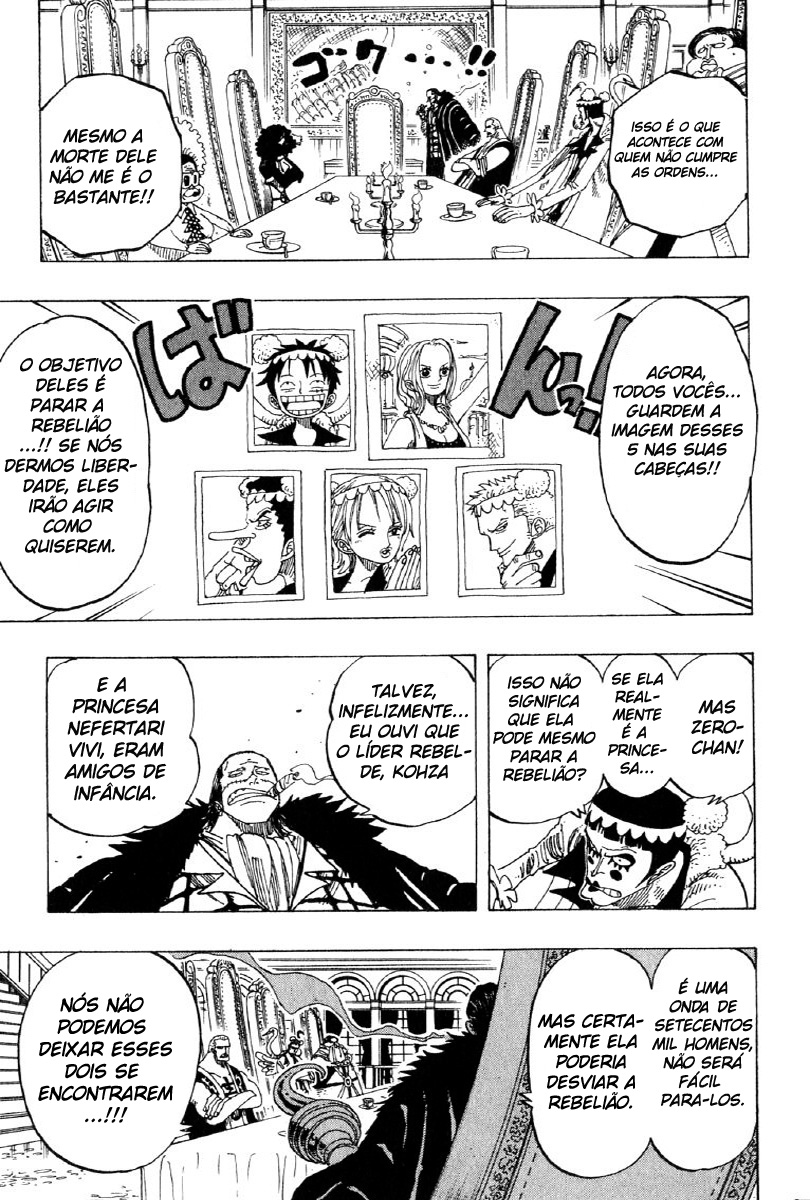 ISSO É O QUE
ACONTECE COM
QUEM NÃO CUMPRE
AS ORDENS...
ゴクッ...!!
MESMO A
MORTE DELE
NÃO ME É O
BASTANTE!!
AGORA,
TODOS VOCÊS...
GUARDEM A
IMAGEM DESSES
5 NAS SUAS
CABEÇAS!!
ばんっ!!
O OBJETIVO
DELES É
PARAR A
REBELIÃO
...!! SE NÓS
DERMOS LIBER-
DADE, ELES
IRÃO AGIR
COMO
QUISEREM.
MAS
ZERO-
CHAN!
SE ELA
REAL-
MENTE
É A
PRINCE-
SA...
ISSO NÃO
SIGNIFICA
QUE ELA
PODE MESMO
PARAR A
REBELIÃO?
TALVEZ,
INFELIZMENTE...
EU OUVI QUE
O LÍDER REBEL-
DE, KOHZA
E A
PRINCESA
NEFERTARI
VIVI, ERAM
AMIGOS DE
INFÂNCIA.
É UMA
ONDA DE
SETECENTOS
MIL HOMENS,
NÃO SERÁ
FÁCIL
PARA-LOS.
MAS CERTA-
MENTE ELA
PODERIA
DESVIAR A
REBELIÃO.
NÓS NÃO
PODEMOS
DEIXAR ESSES
DOIS SE
ENCONTRAREM
...!!!